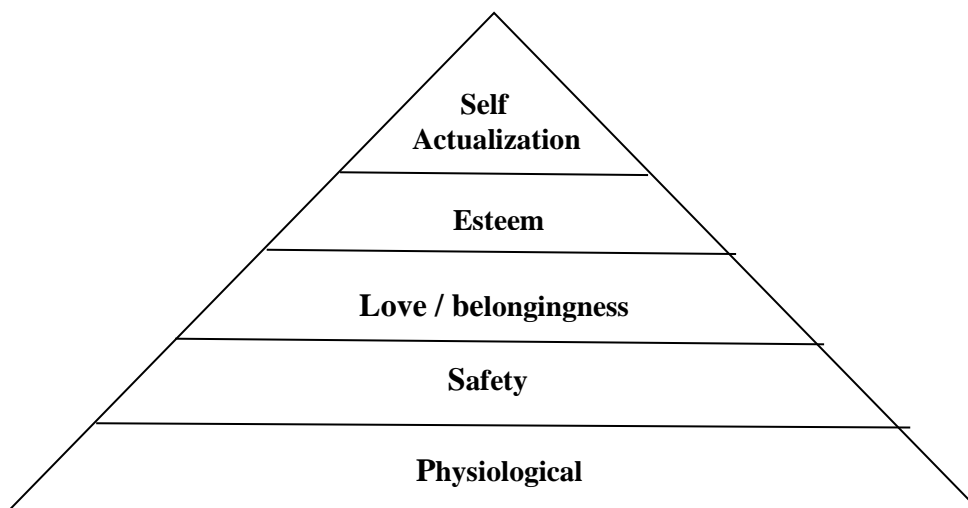 Self
Actualization
Esteem
Love / belongingness
Safety
Physiological